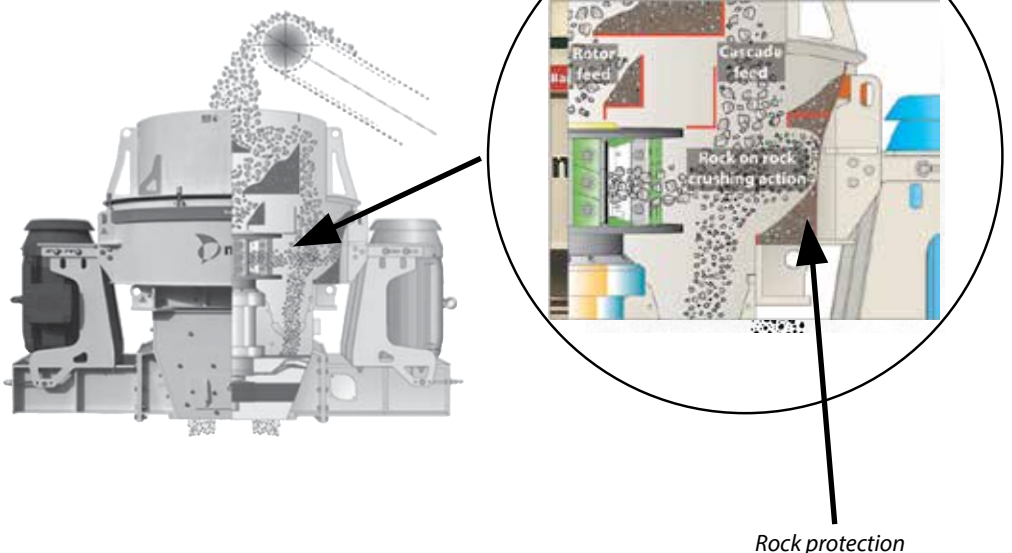 Rotor
feed
Cascade
feed
Rock on rock
crushing action
Rock protection